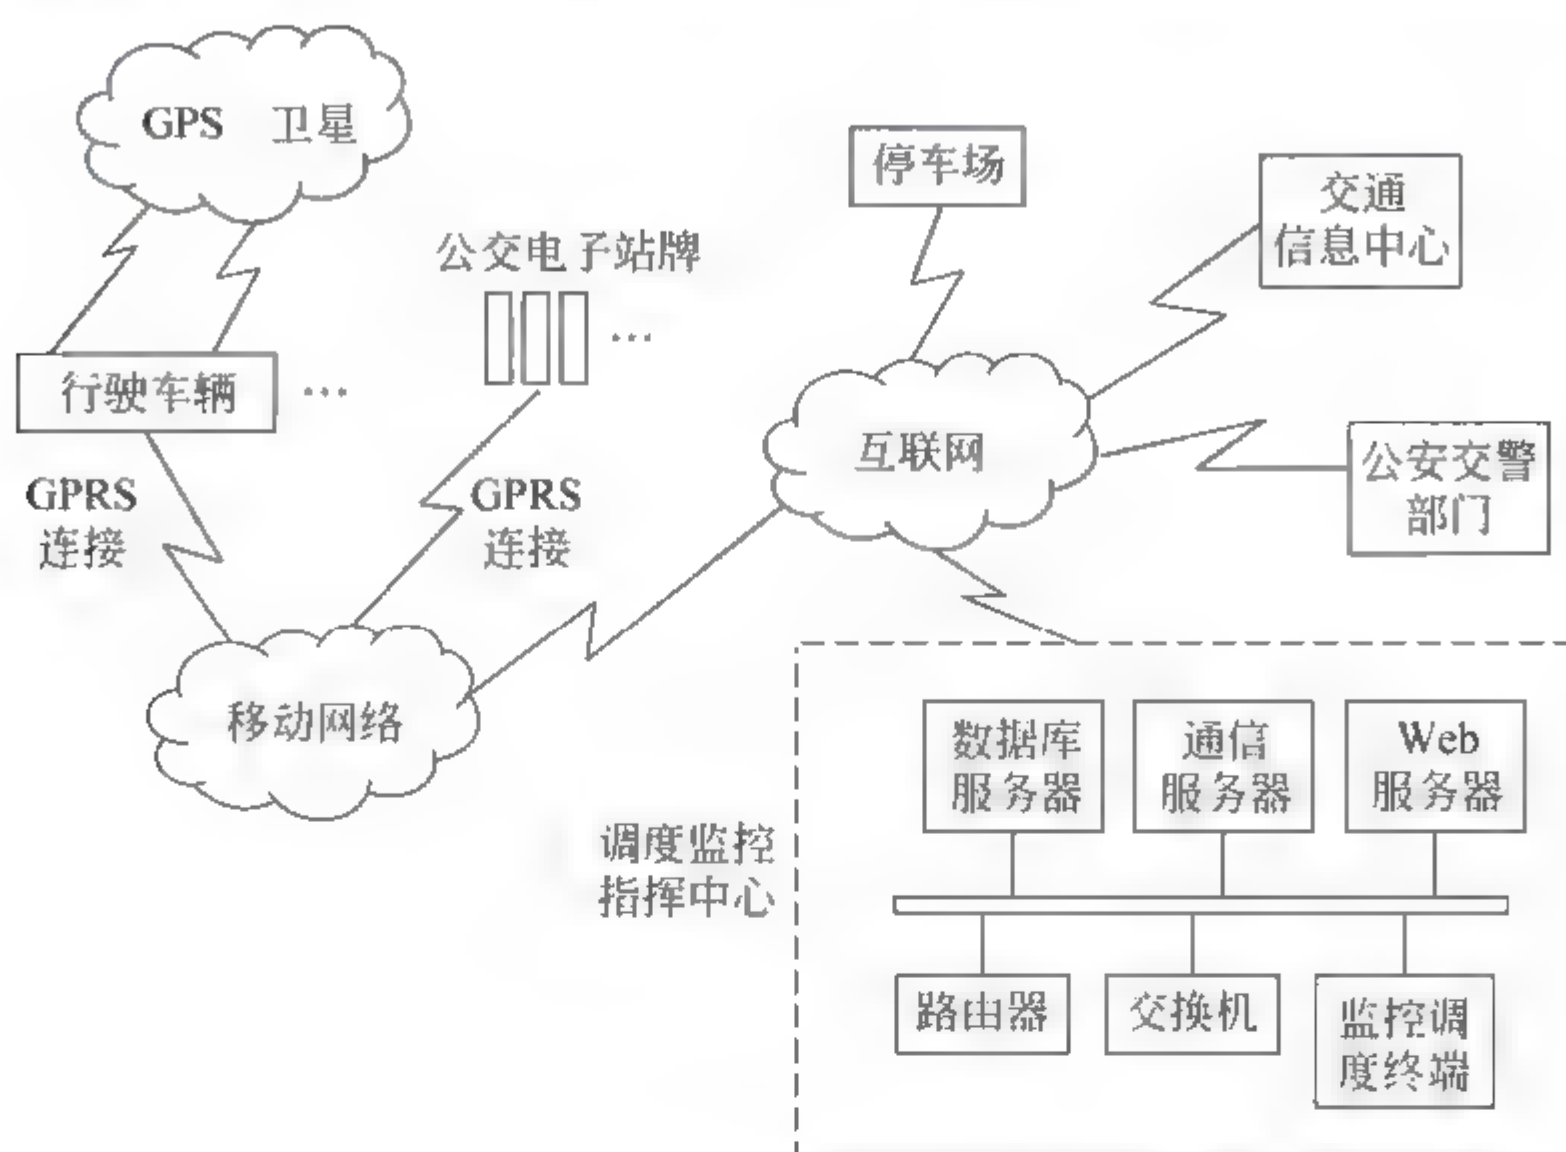 GPS 卫星
停车场
交通
信息中心
公交电子站牌
…
行驶车辆
…
互联网
公安交警
部门
GPRS
连接
GPRS
连接
移动网络
数据库
服务器
通信
服务器
Web
服务器
调度监控
指挥中心
路由器
交换机
监控调
度终端